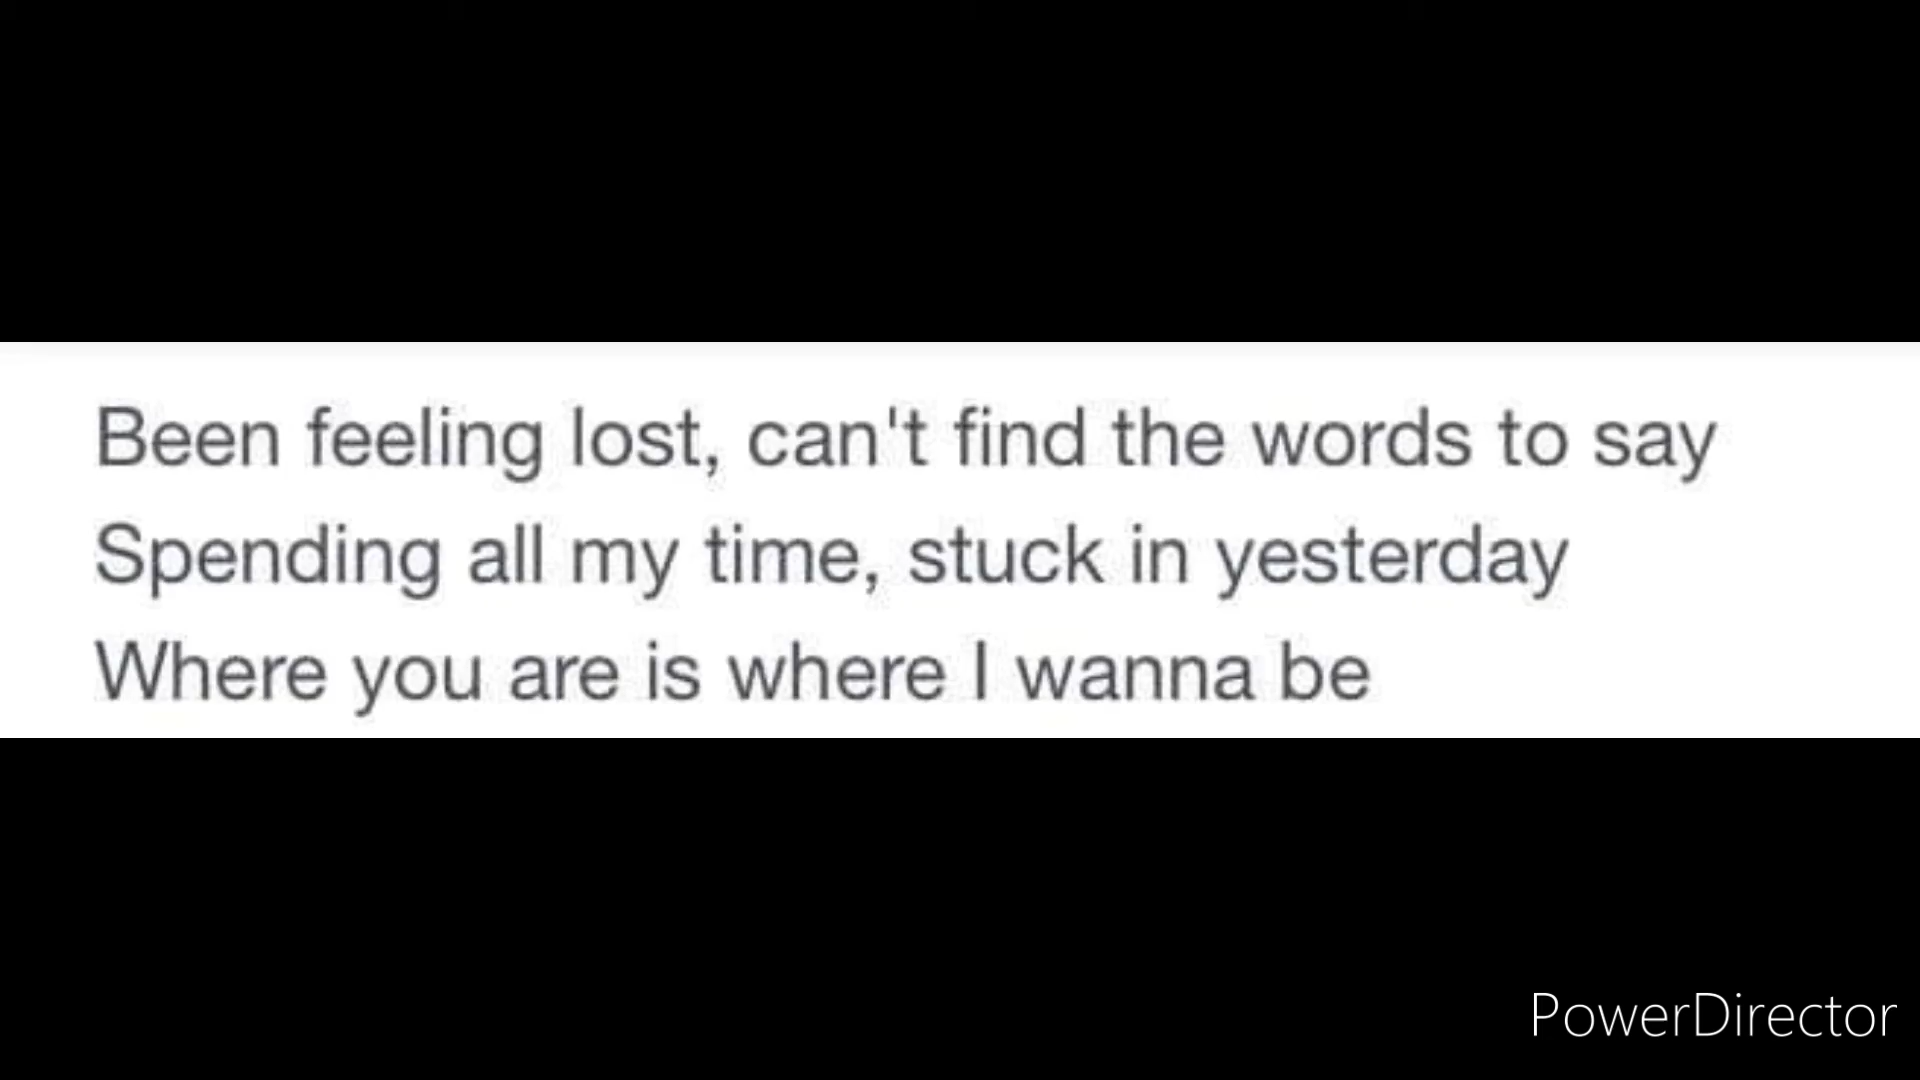 Been feeling lost, can't find the words to say
Spending all my time, stuck in yesterday
Where you are is where I wanna be
PowerDirector